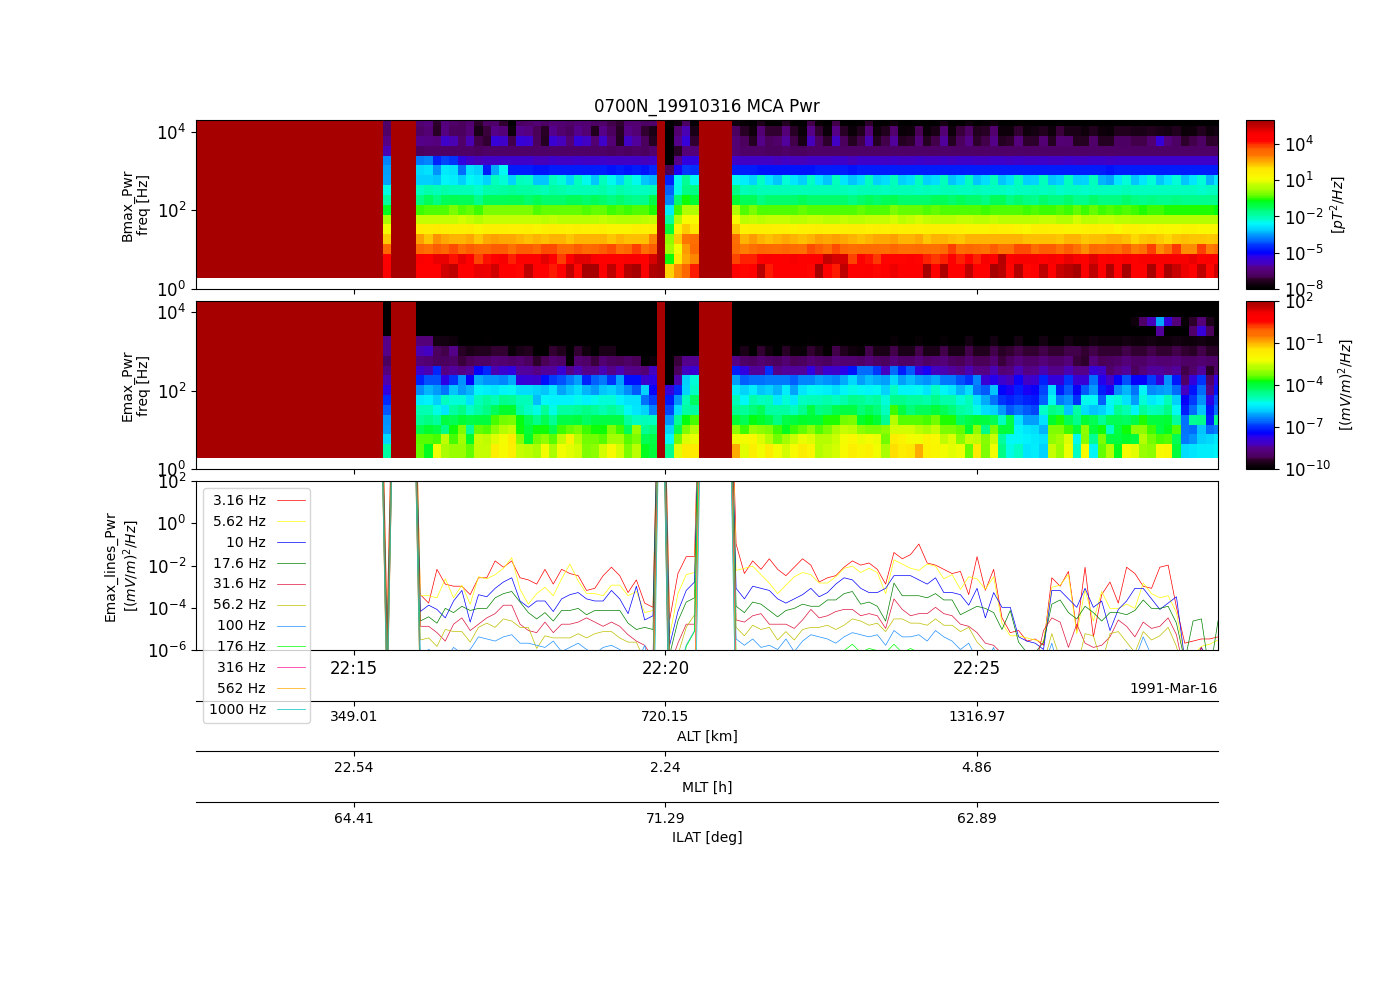 0700N_19910316 MCA Pwr
Bmax_Pwr
freq [Hz]
10^4
10^2
10^0
10^4
10^1
10^−2
10^−5
10^−8
[pT^2/Hz]
Emax_Pwr
freq [Hz]
10^4
10^2
10^0
10^2
10^−1
10^−4
10^−7
10^−10
[(mV/m)^2/Hz]
Emax_lines_Pwr
[(mV/m)^2/Hz]
10^2
10^0
10^−2
10^−4
10^−6
3.16 Hz
5.62 Hz
10 Hz
17.6 Hz
31.6 Hz
56.2 Hz
100 Hz
176 Hz
316 Hz
562 Hz
1000 Hz
22:15 22:20 22:25
1991-Mar-16
349.01 720.15 1316.97
ALT [km]
22.54 2.24 4.86
MLT [h]
64.41 71.29 62.89
ILAT [deg]